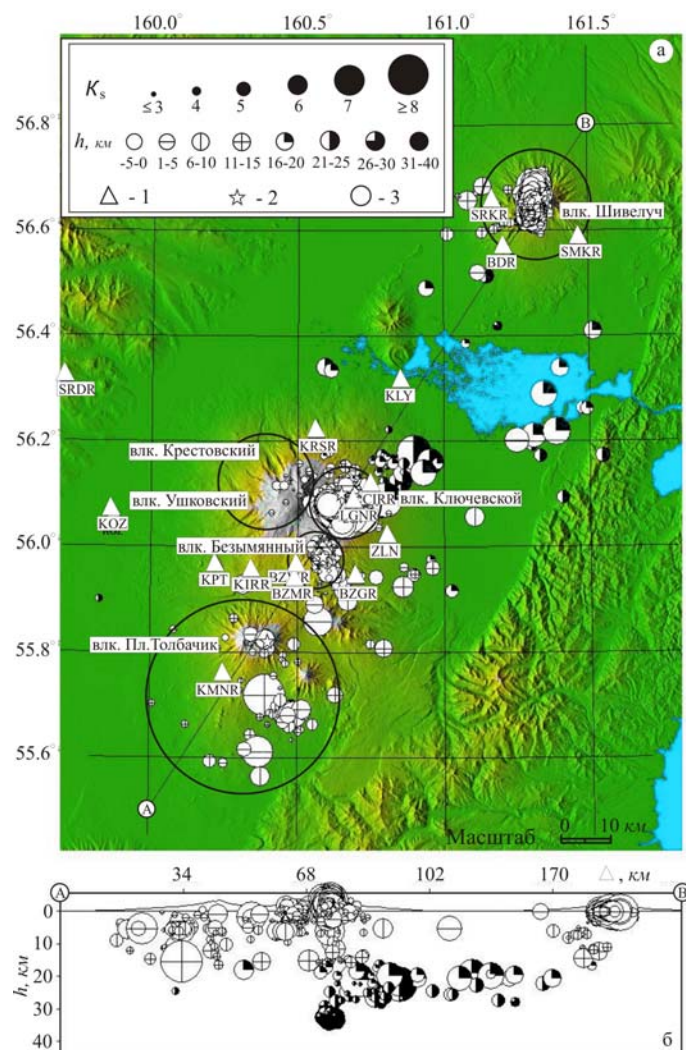 160.0° 160.5° 161.0° 161.5°
а
Ks
≤ 3 4 5 6 7 ≥ 8
h, км
-5-0 1-5 6-10 11-15 16-20 21-25 26-30 31-40
- 1 - 2 - 3
56.8°
56.6°
56.4°
56.2°
56.0°
55.8°
55.6°
В
SRKR
влк. Шивелуч
SMKR
BDR
SRDR
KLY
KRSR
влк. Крестовский
влк. Ушковский
CIRR
влк. Ключевской
LGNR
KOZ
ZLN
влк. Безымянный
KPT
KIRR
BZMR
BZGR
влк. Пл.Толбачик
KMNR
А
Масштаб 0 10 км
34 68 102 170 , км
А
В
h, км
0
10
20
30
40
б